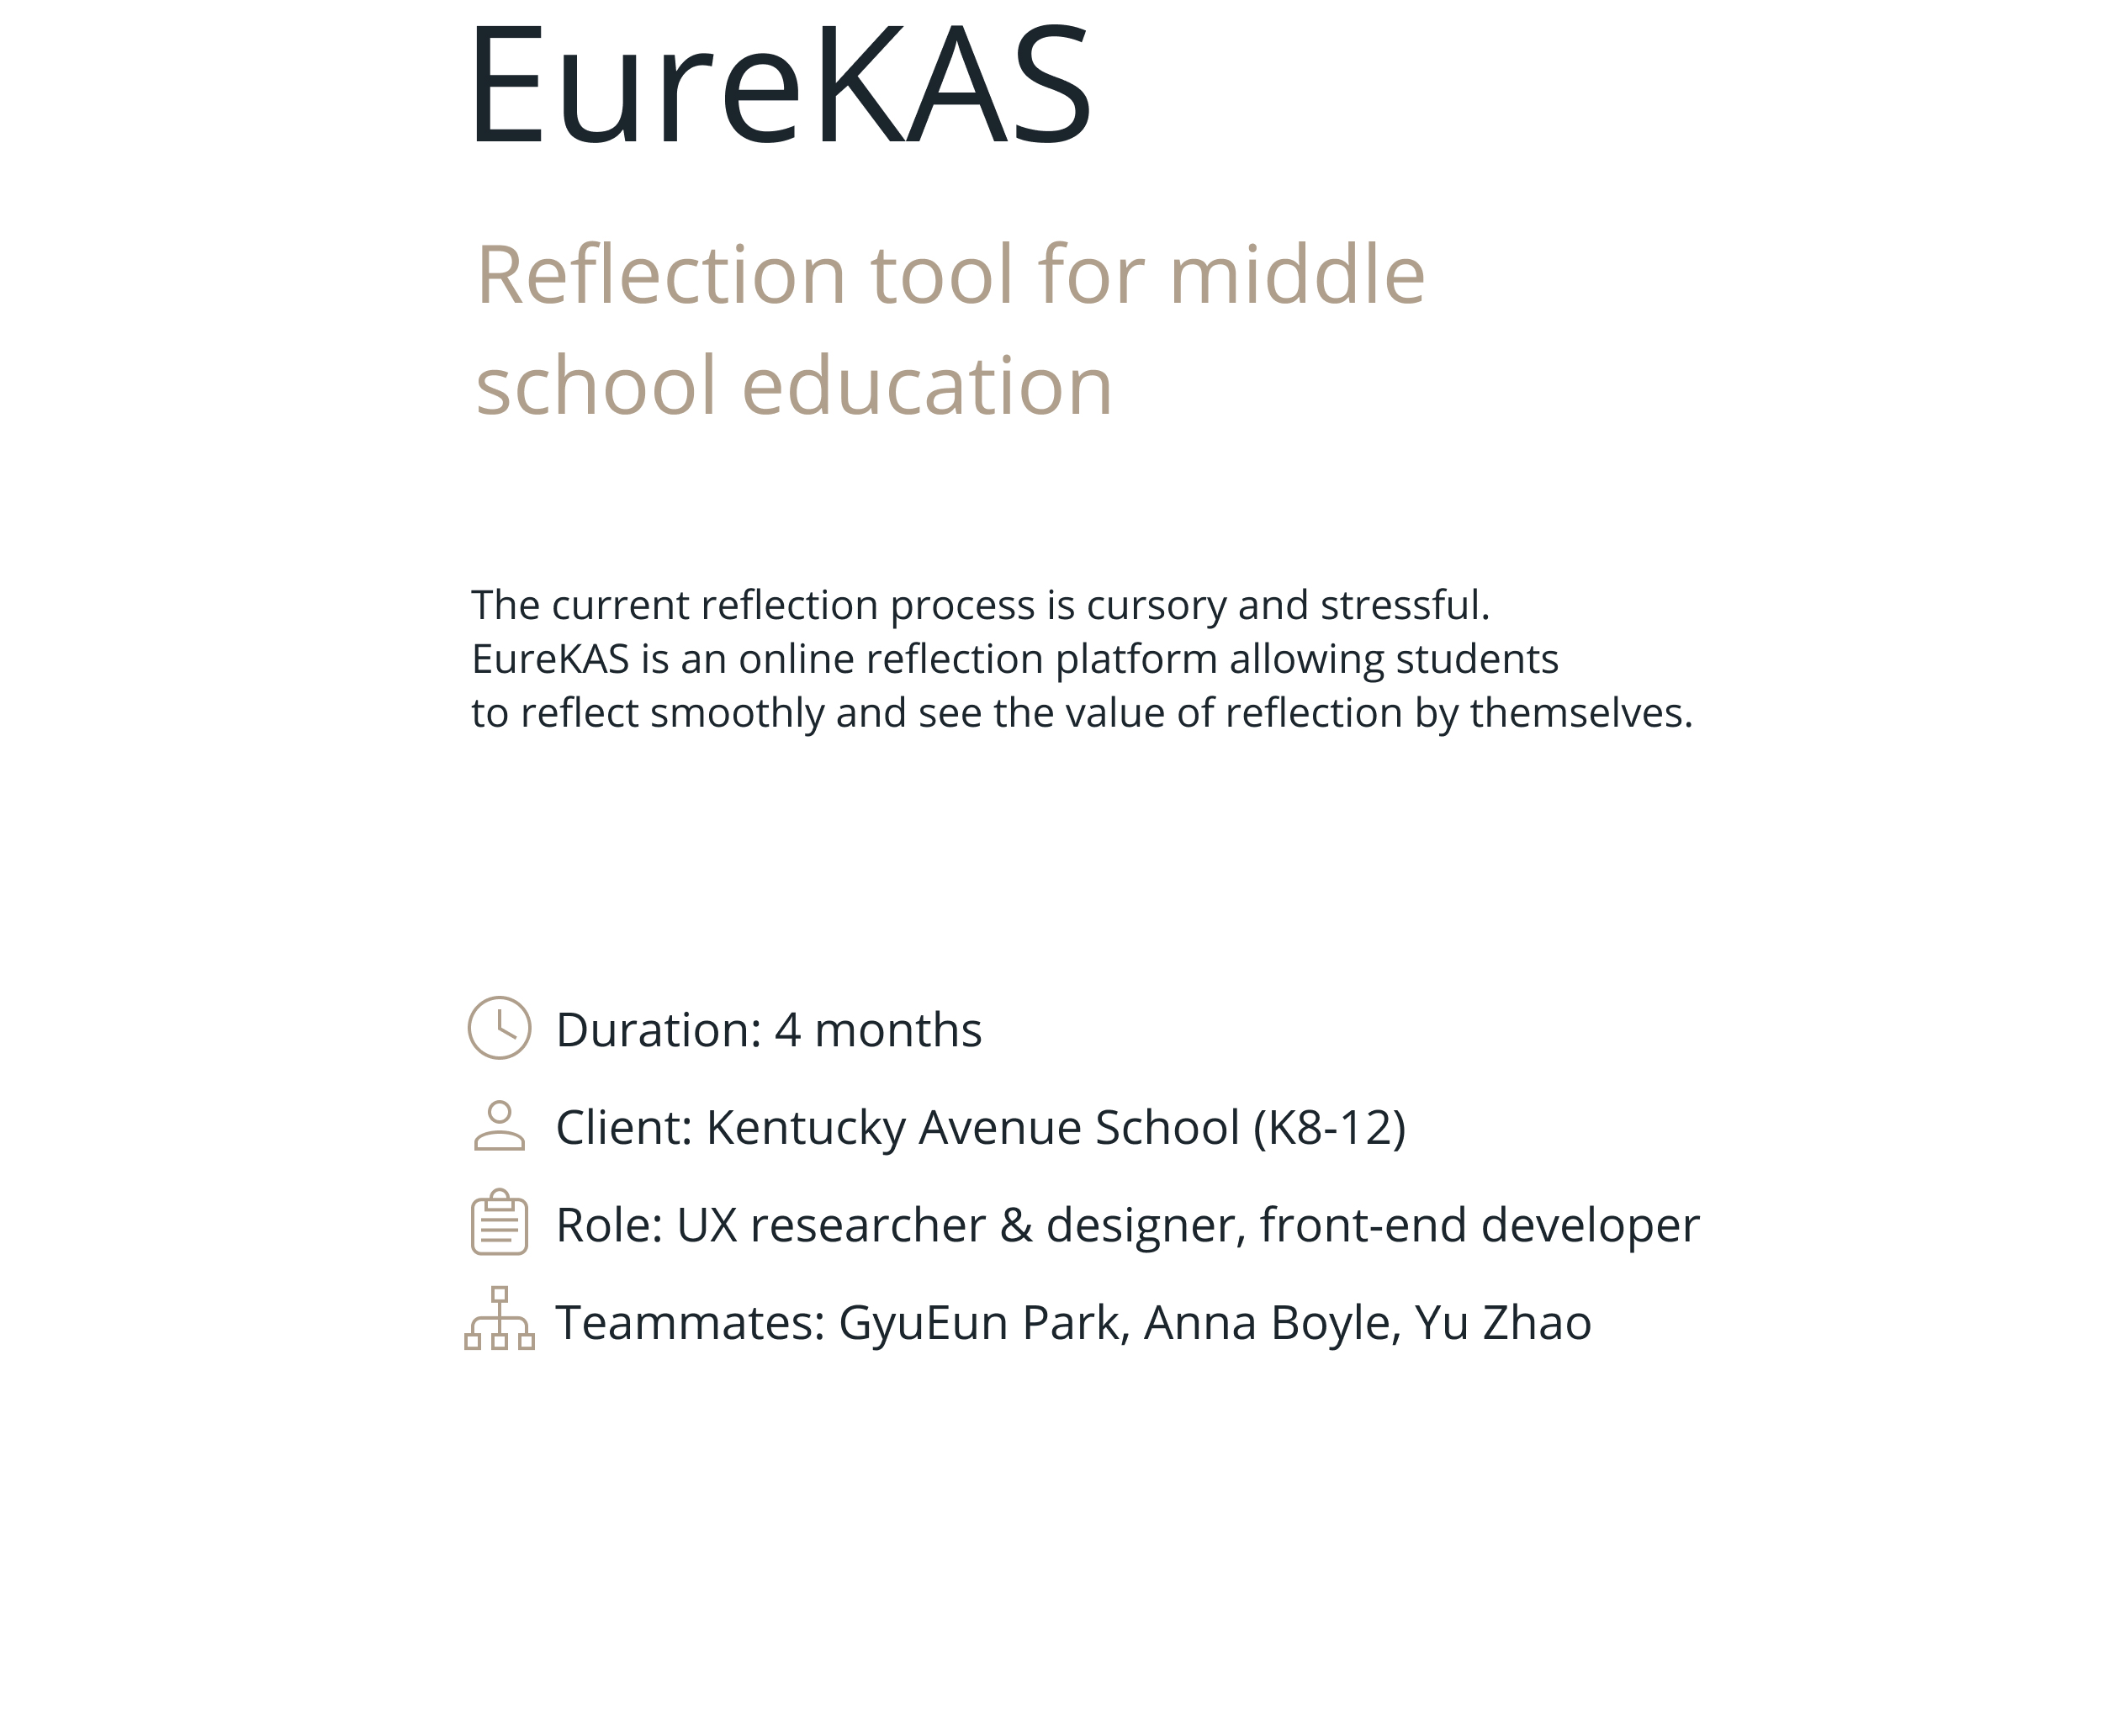 EureKAS
Reflection tool for middle
school education
The current reflection process is cursory and stressful.
EureKAS is an online reflection platform allowing students
to reflect smoothly and see the value of reflection by themselves.
Duration: 4 months
Client: Kentucky Avenue School (K8-12)
Role: UX researcher & designer, front-end developer
Teammates: GyuEun Park, Anna Boyle, Yu Zhao